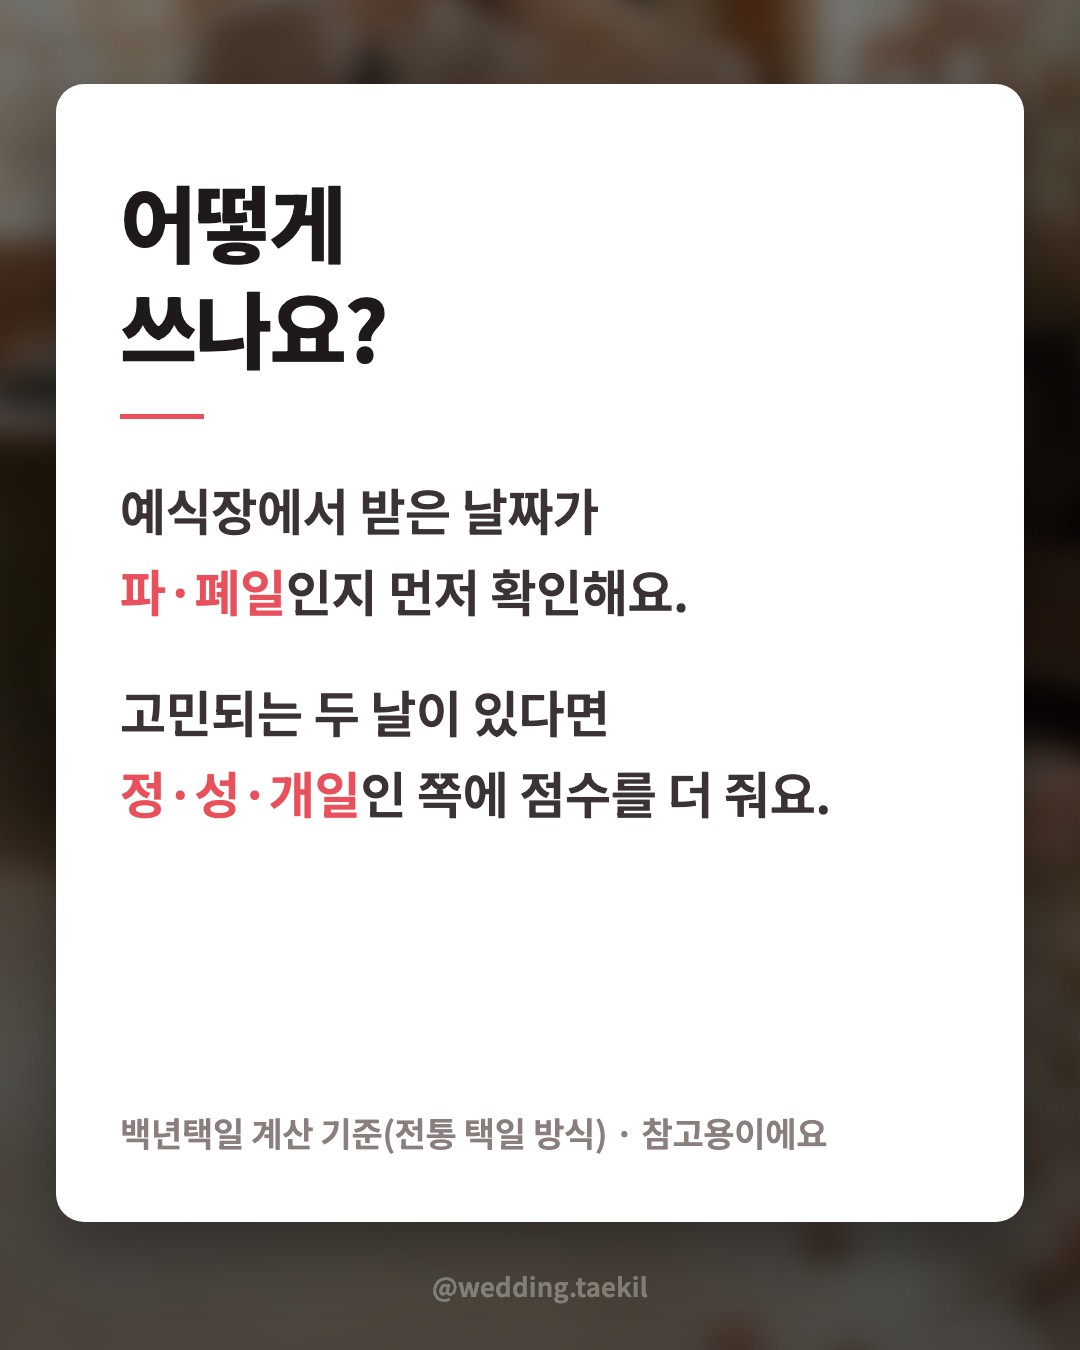 어떻게
쓰나요?
예식장에서 받은 날짜가
파·폐일인지 먼저 확인해요.
고민되는 두 날이 있다면
정·성·개일인 쪽에 점수를 더 줘요.
백년택일 계산 기준(전통 택일 방식) · 참고용이에요
@wedding.taekil